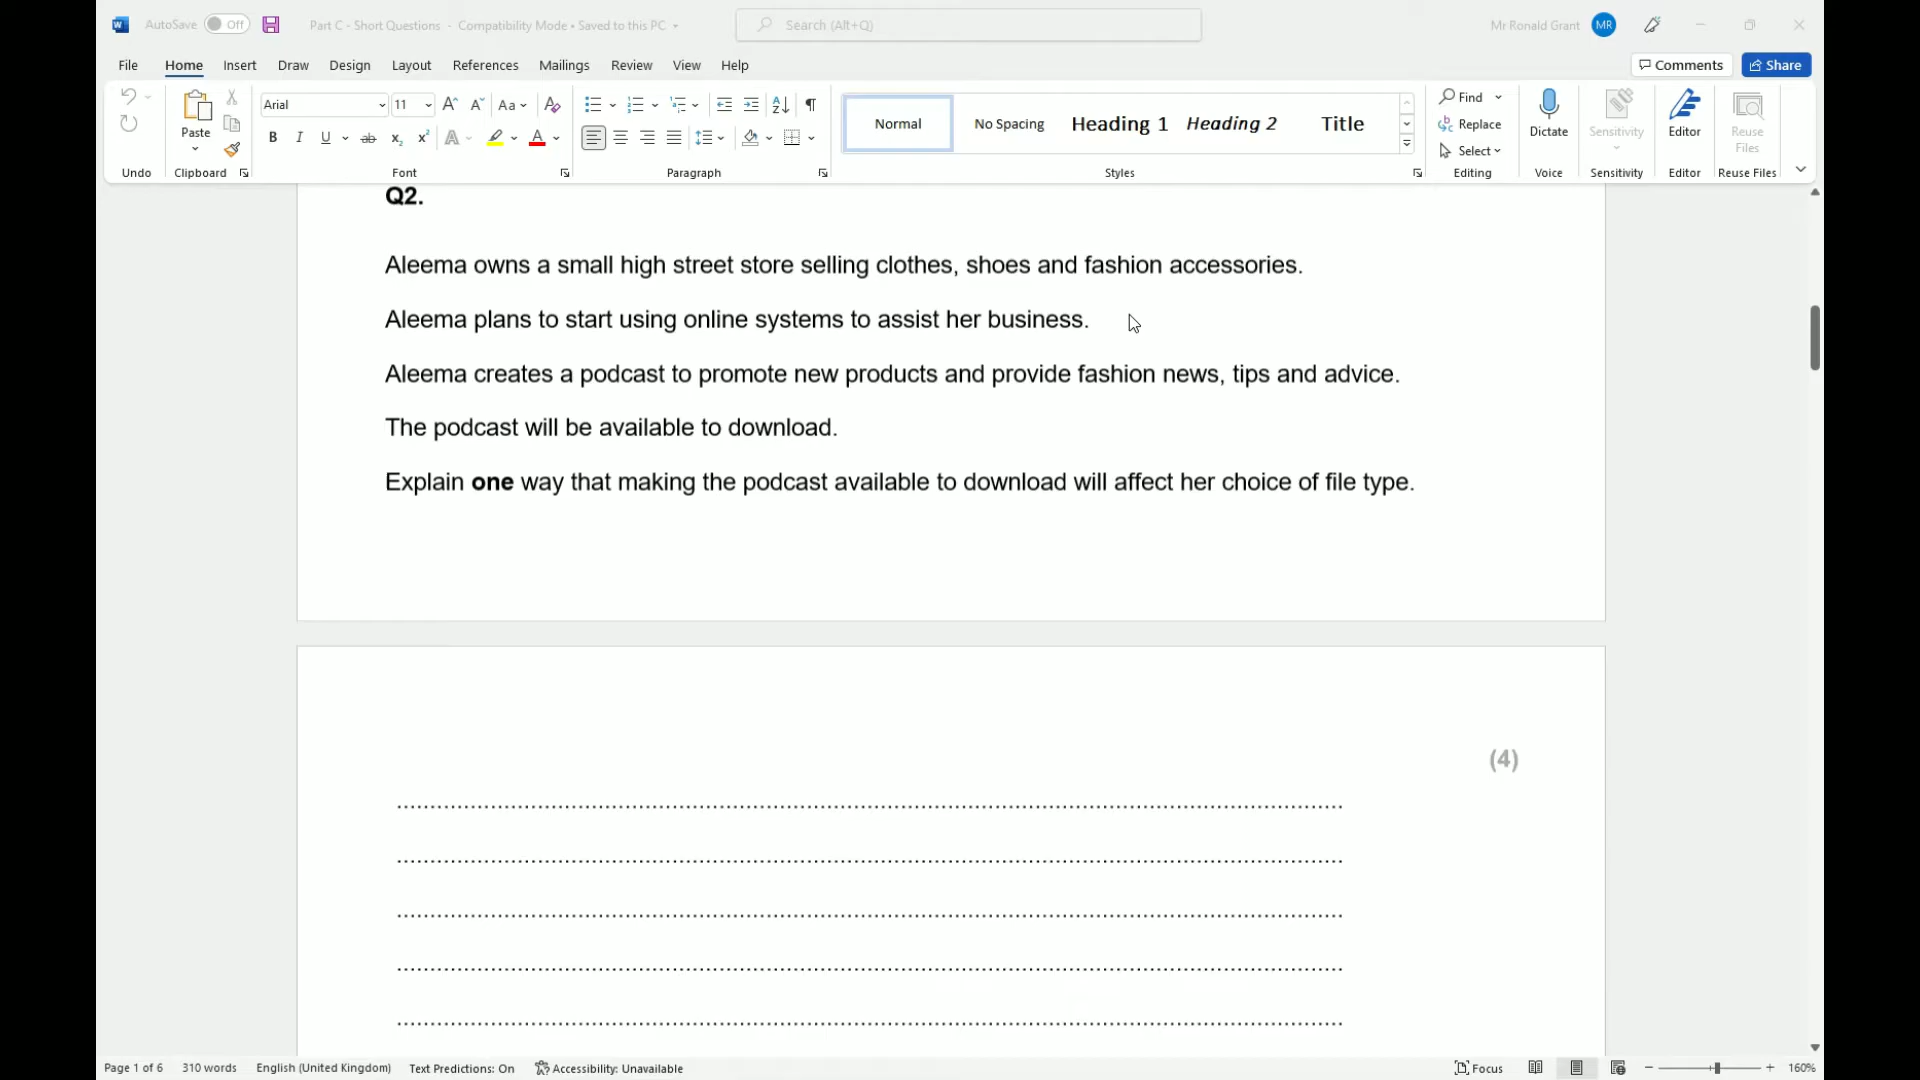 AutoSave Off Part C - Short Questions - Compatibility Mode • Saved to this PC Search (Alt+Q) Mr Ronald Grant MR
File Home Insert Draw Design Layout References Mailings Review View Help Comments Share
Paste Arial 11 Aa Normal No Spacing Heading 1 Heading 2 Title Find Replace Select Dictate Sensitivity Editor Reuse Files
Undo Clipboard Font Paragraph Styles Editing Voice Sensitivity Editor Reuse Files
Q2.
Aleema owns a small high street store selling clothes, shoes and fashion accessories.
Aleema plans to start using online systems to assist her business.
Aleema creates a podcast to promote new products and provide fashion news, tips and advice.
The podcast will be available to download.
Explain one way that making the podcast available to download will affect her choice of file type.
(4)
Page 1 of 6 310 words English (United Kingdom) Text Predictions: On Accessibility: Unavailable Focus 160%